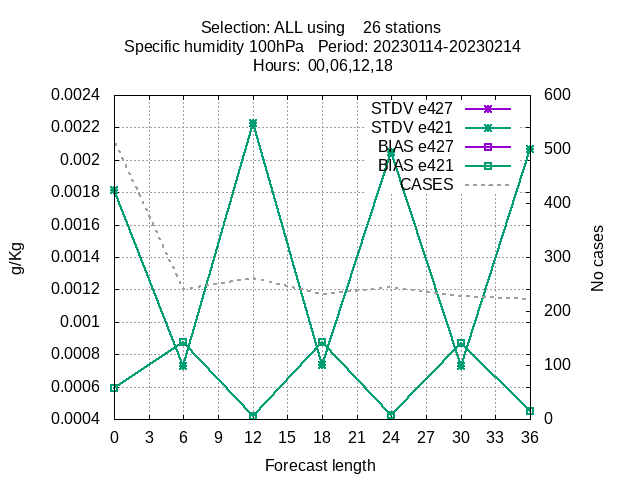 Selection: ALL using    26 stations
Specific humidity 100hPa   Period: 20230114-20230214
Hours:  00,06,12,18
STDV e427
STDV e421
BIAS e427
BIAS e421
CASES
0.0024
0.0022
0.002
0.0018
0.0016
0.0014
0.0012
0.001
0.0008
0.0006
0.0004
600
500
400
300
200
100
0
g/Kg
No cases
0 3 6 9 12 15 18 21 24 27 30 33 36
Forecast length